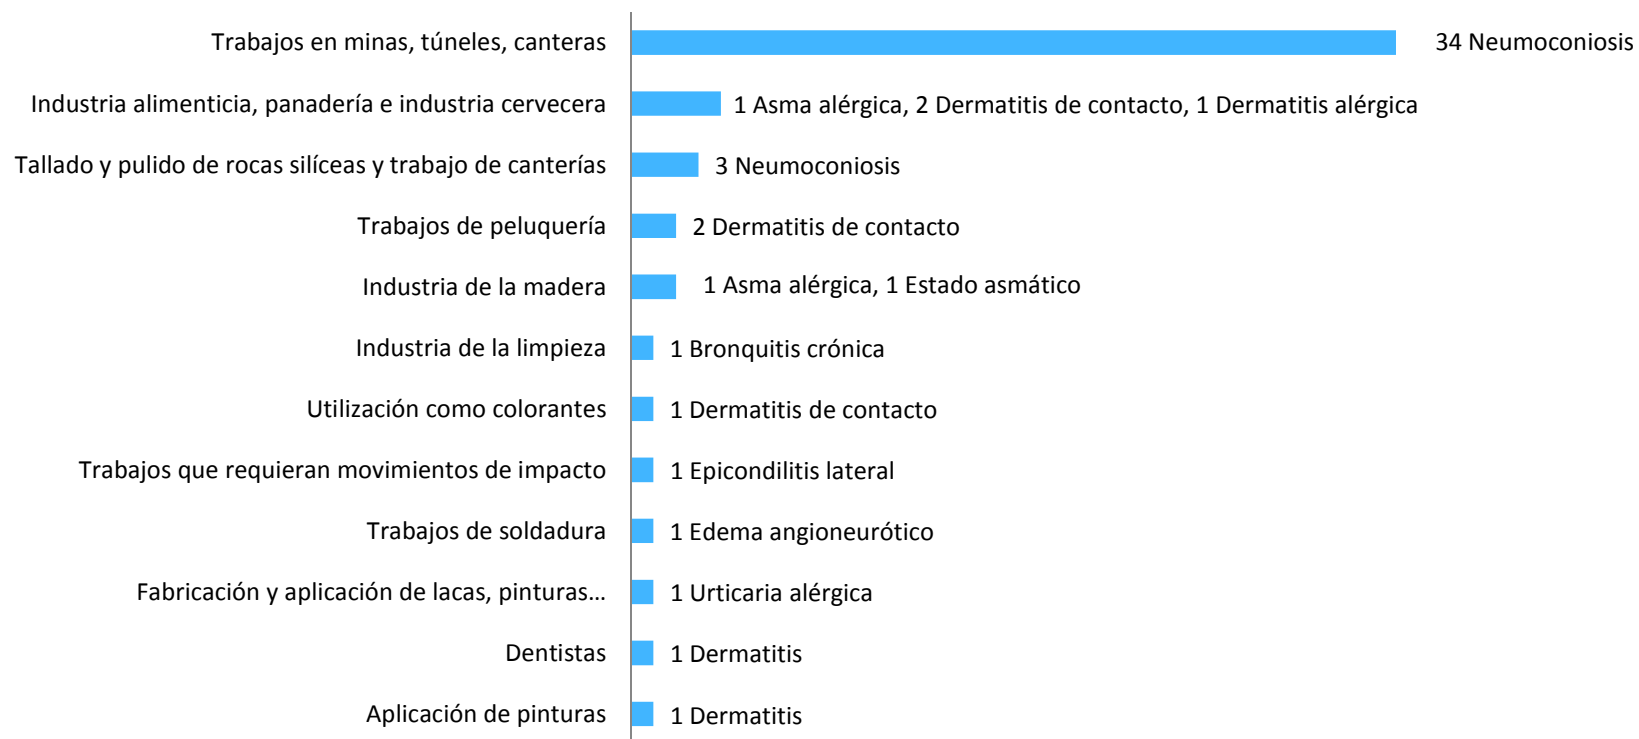 Trabajos en minas, túneles, canteras 34 Neumoconiosis
Industria alimenticia, panadería e industria cervecera 1 Asma alérgica, 2 Dermatitis de contacto, 1 Dermatitis alérgica
Tallado y pulido de rocas silíceas y trabajo de canterías 3 Neumoconiosis
Trabajos de peluquería 2 Dermatitis de contacto
Industria de la madera 1 Asma alérgica, 1 Estado asmático
Industria de la limpieza 1 Bronquitis crónica
Utilización como colorantes 1 Dermatitis de contacto
Trabajos que requieran movimientos de impacto 1 Epicondilitis lateral
Trabajos de soldadura 1 Edema angioneurótico
Fabricación y aplicación de lacas, pinturas… 1 Urticaria alérgica
Dentistas 1 Dermatitis
Aplicación de pinturas 1 Dermatitis